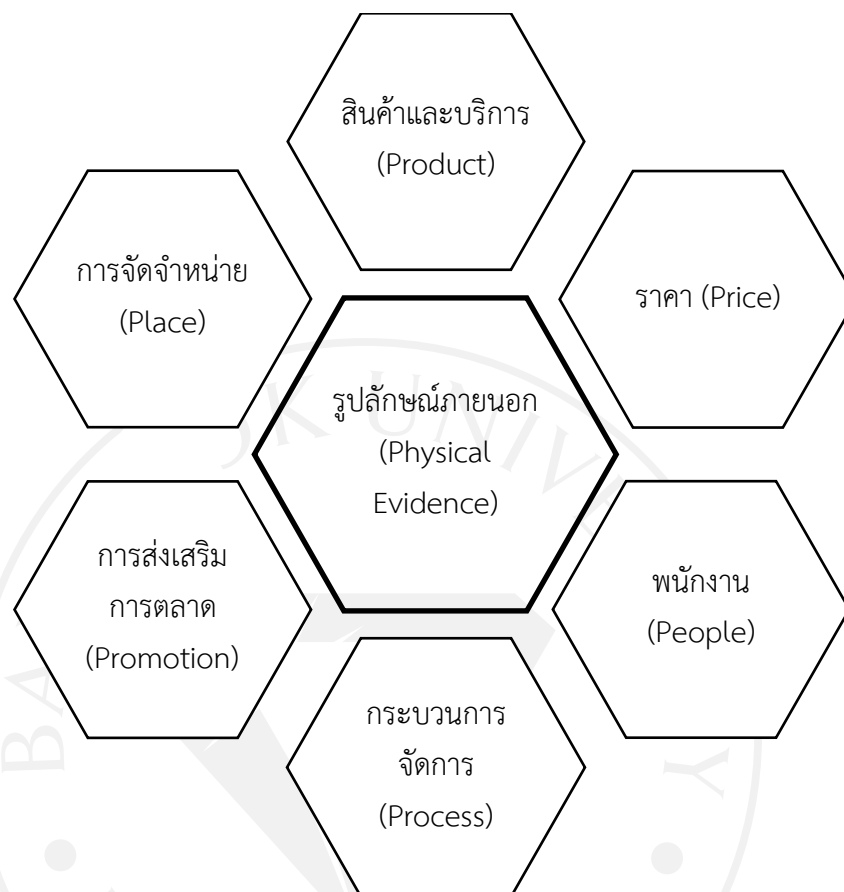 สินค้าและบริการ
(Product)
การจัดจำหน่าย
(Place)
ราคา (Price)
รูปลักษณ์ภายนอก
(Physical
Evidence)
การส่งเสริม
การตลาด
(Promotion)
พนักงาน
(People)
กระบวนการ
จัดการ
(Process)